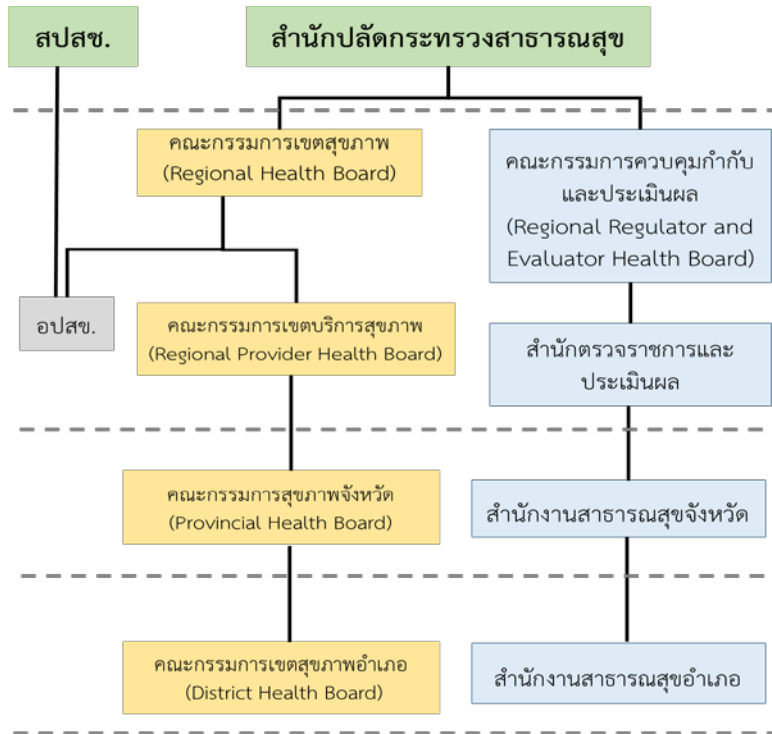 สปสช.
สำนักปลัดกระทรวงสาธารณสุข
คณะกรรมการเขตสุขภาพ
(Regional Health Board)
คณะกรรมการควบคุมกำกับ
และประเมินผล
(Regional Regulator and
Evaluator Health Board)
อปสข.
คณะกรรมการเขตบริการสุขภาพ
(Regional Provider Health Board)
สำนักตรวจราชการและ
ประเมินผล
คณะกรรมการสุขภาพจังหวัด
(Provincial Health Board)
สำนักงานสาธารณสุขจังหวัด
คณะกรรมการเขตสุขภาพอำเภอ
(District Health Board)
สำนักงานสาธารณสุขอำเภอ